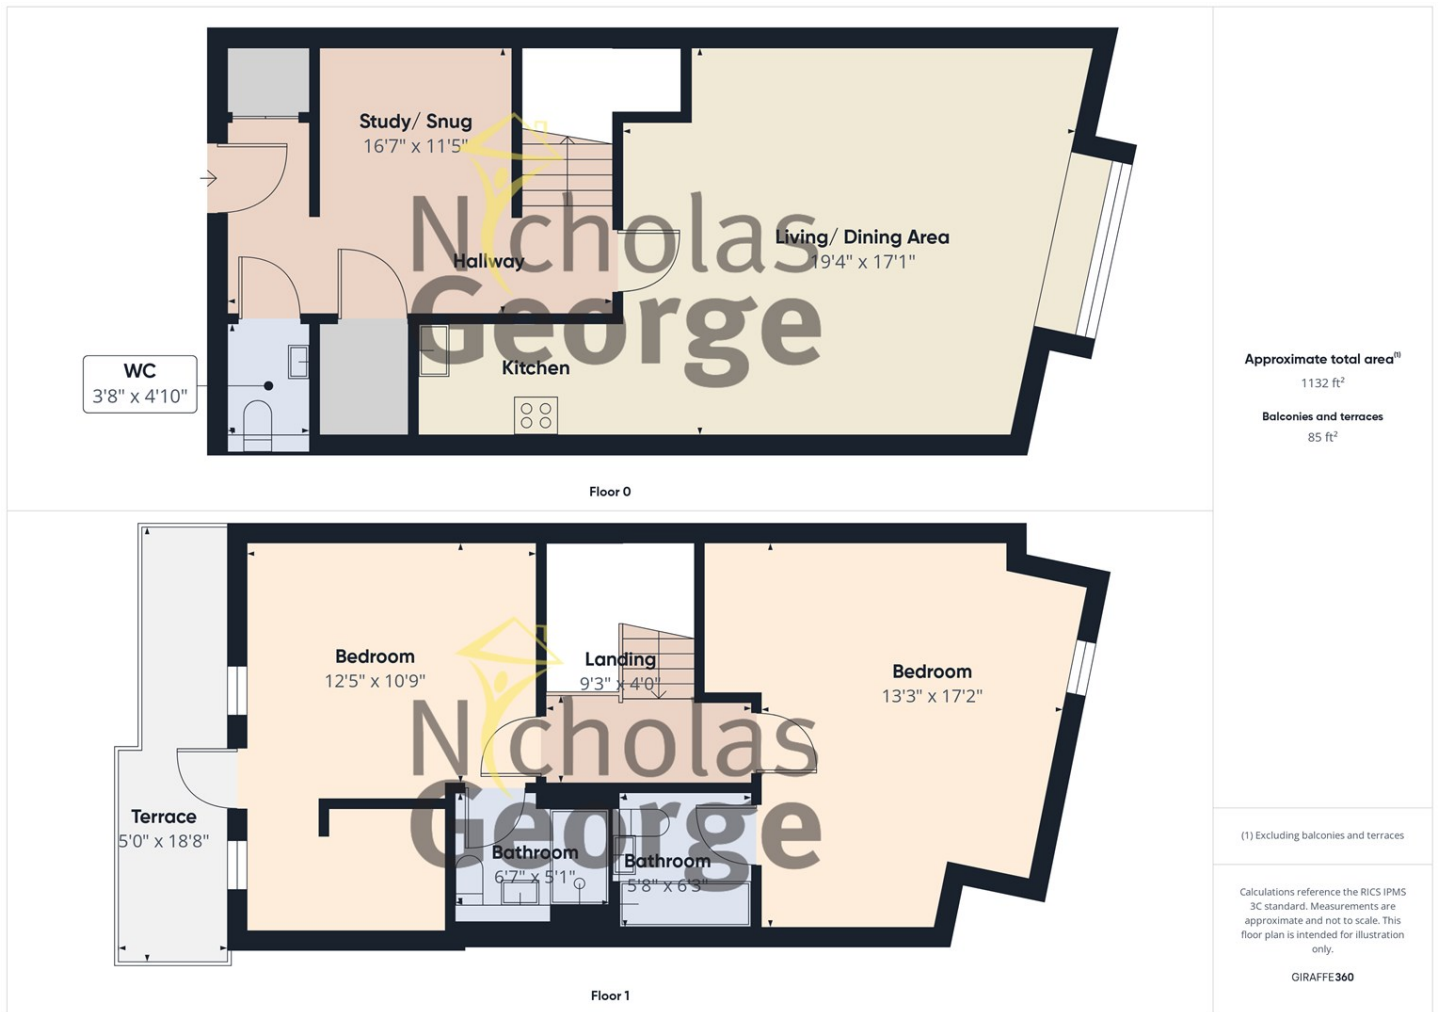 Study/ Snug
16'7" x 11'5"
Nicholas
George
Living/ Dining Area
19'4" x 17'1"
Hallway
WC
3'8" x 4'10"
Kitchen
Floor 0
Approximate total area(1)
1132 ft²
Balconies and terraces
85 ft²
Bedroom
12'5" x 10'9"
Landing
9'3" x 4'0"
Bedroom
13'3" x 17'2"
Nicholas
George
Terrace
5'0" x 18'8"
Bathroom
6'7" x 5'1"
Bathroom
5'8" x 6'3"
Floor 1
(1) Excluding balconies and terraces
Calculations reference the RICS IPMS
3C standard. Measurements are
approximate and not to scale. This
floor plan is intended for illustration
only.
GIRAFFE360